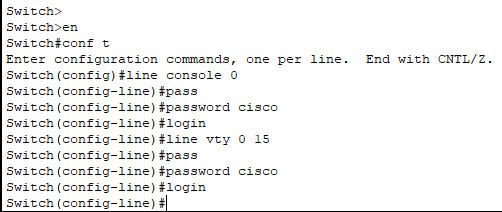 Switch>
Switch>en
Switch#conf t
Enter configuration commands, one per line.  End with CNTL/Z.
Switch(config)#line console 0
Switch(config-line)#pass
Switch(config-line)#password cisco
Switch(config-line)#login
Switch(config-line)#line vty 0 15
Switch(config-line)#pass
Switch(config-line)#password cisco
Switch(config-line)#login
Switch(config-line)#